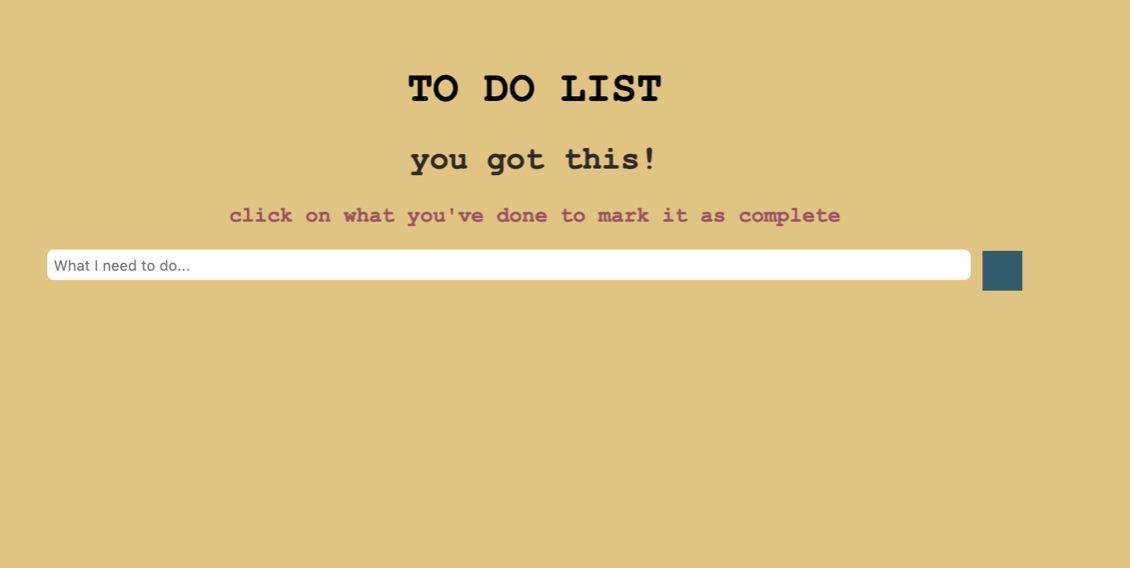 TO DO LIST
you got this!
click on what you've done to mark it as complete
What I need to do...